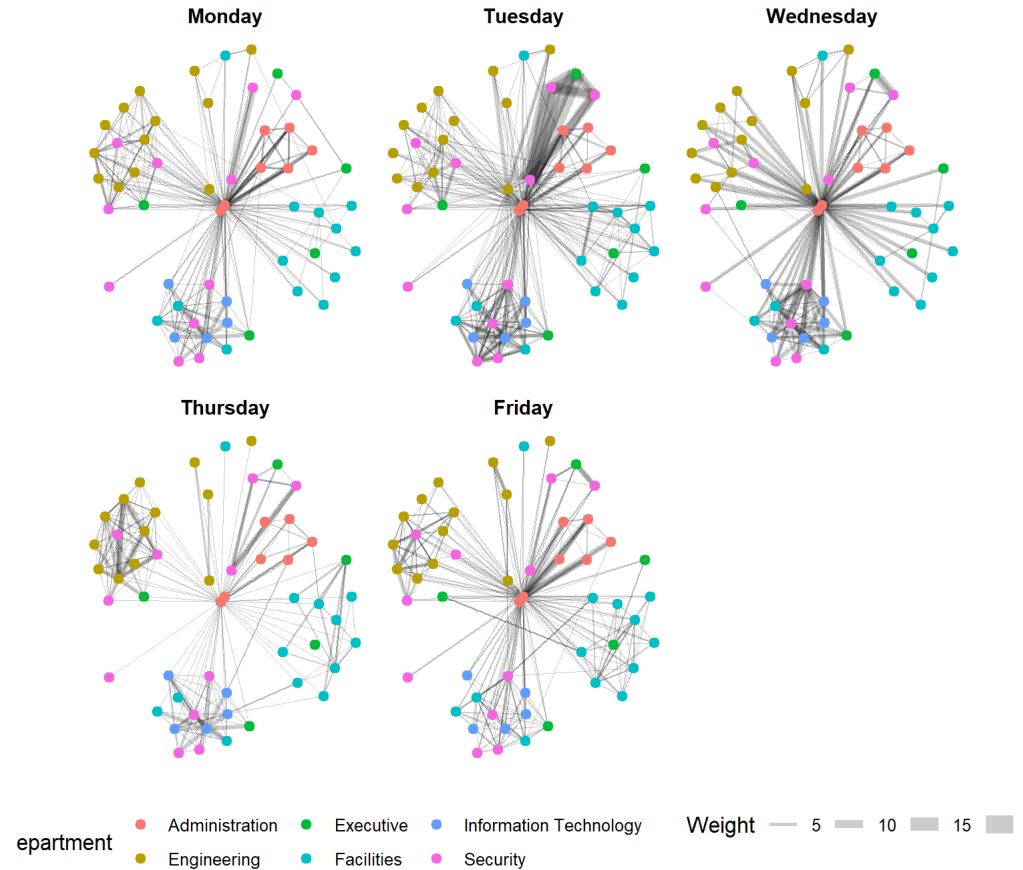 Monday
Tuesday
Wednesday
Thursday
Friday
epartment
Administration
Executive
Information Technology
Engineering
Facilities
Security
Weight
5
10
15